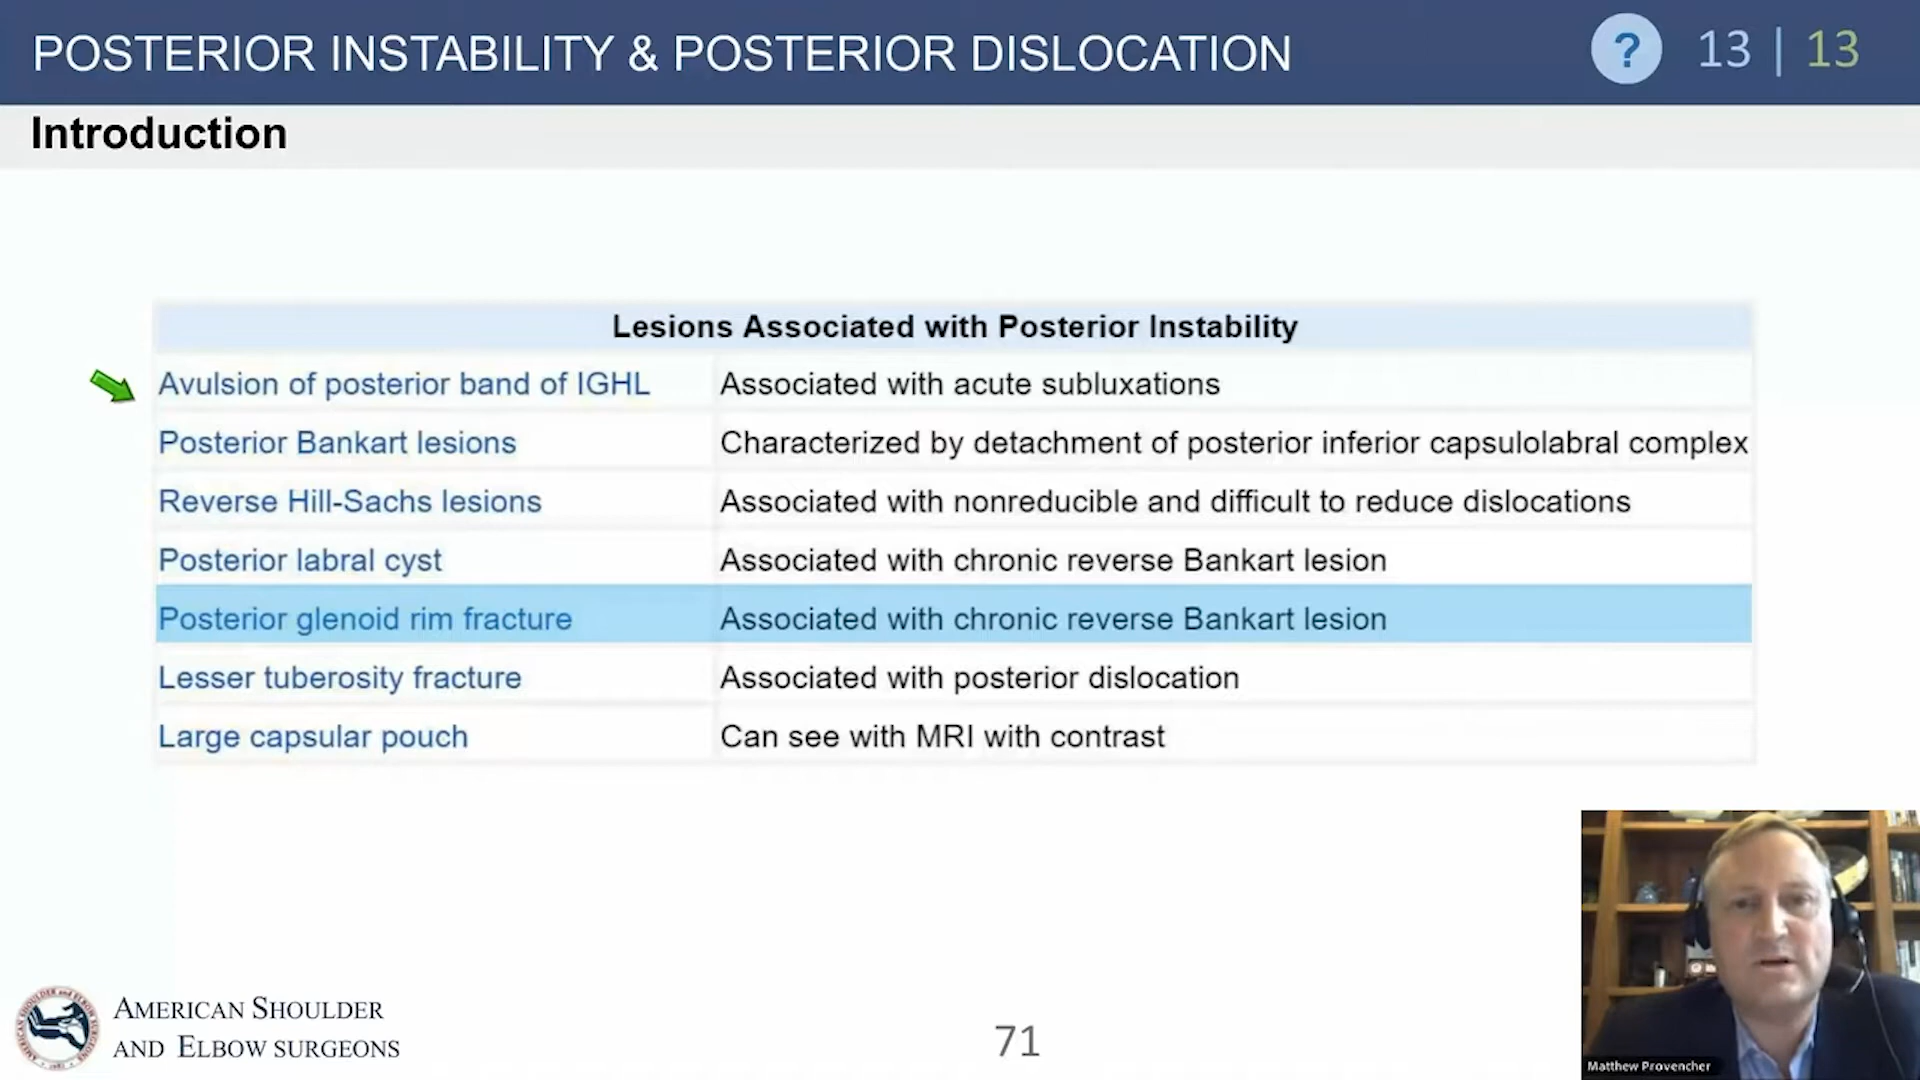 POSTERIOR INSTABILITY & POSTERIOR DISLOCATION
? 13 | 13
Introduction
Lesions Associated with Posterior Instability
Avulsion of posterior band of IGHL Associated with acute subluxations
Posterior Bankart lesions Characterized by detachment of posterior inferior capsulolabral complex
Reverse Hill-Sachs lesions Associated with nonreducible and difficult to reduce dislocations
Posterior labral cyst Associated with chronic reverse Bankart lesion
Posterior glenoid rim fracture Associated with chronic reverse Bankart lesion
Lesser tuberosity fracture Associated with posterior dislocation
Large capsular pouch Can see with MRI with contrast
AMERICAN SHOULDER
AND ELBOW SURGEONS
71
Matthew Provencher